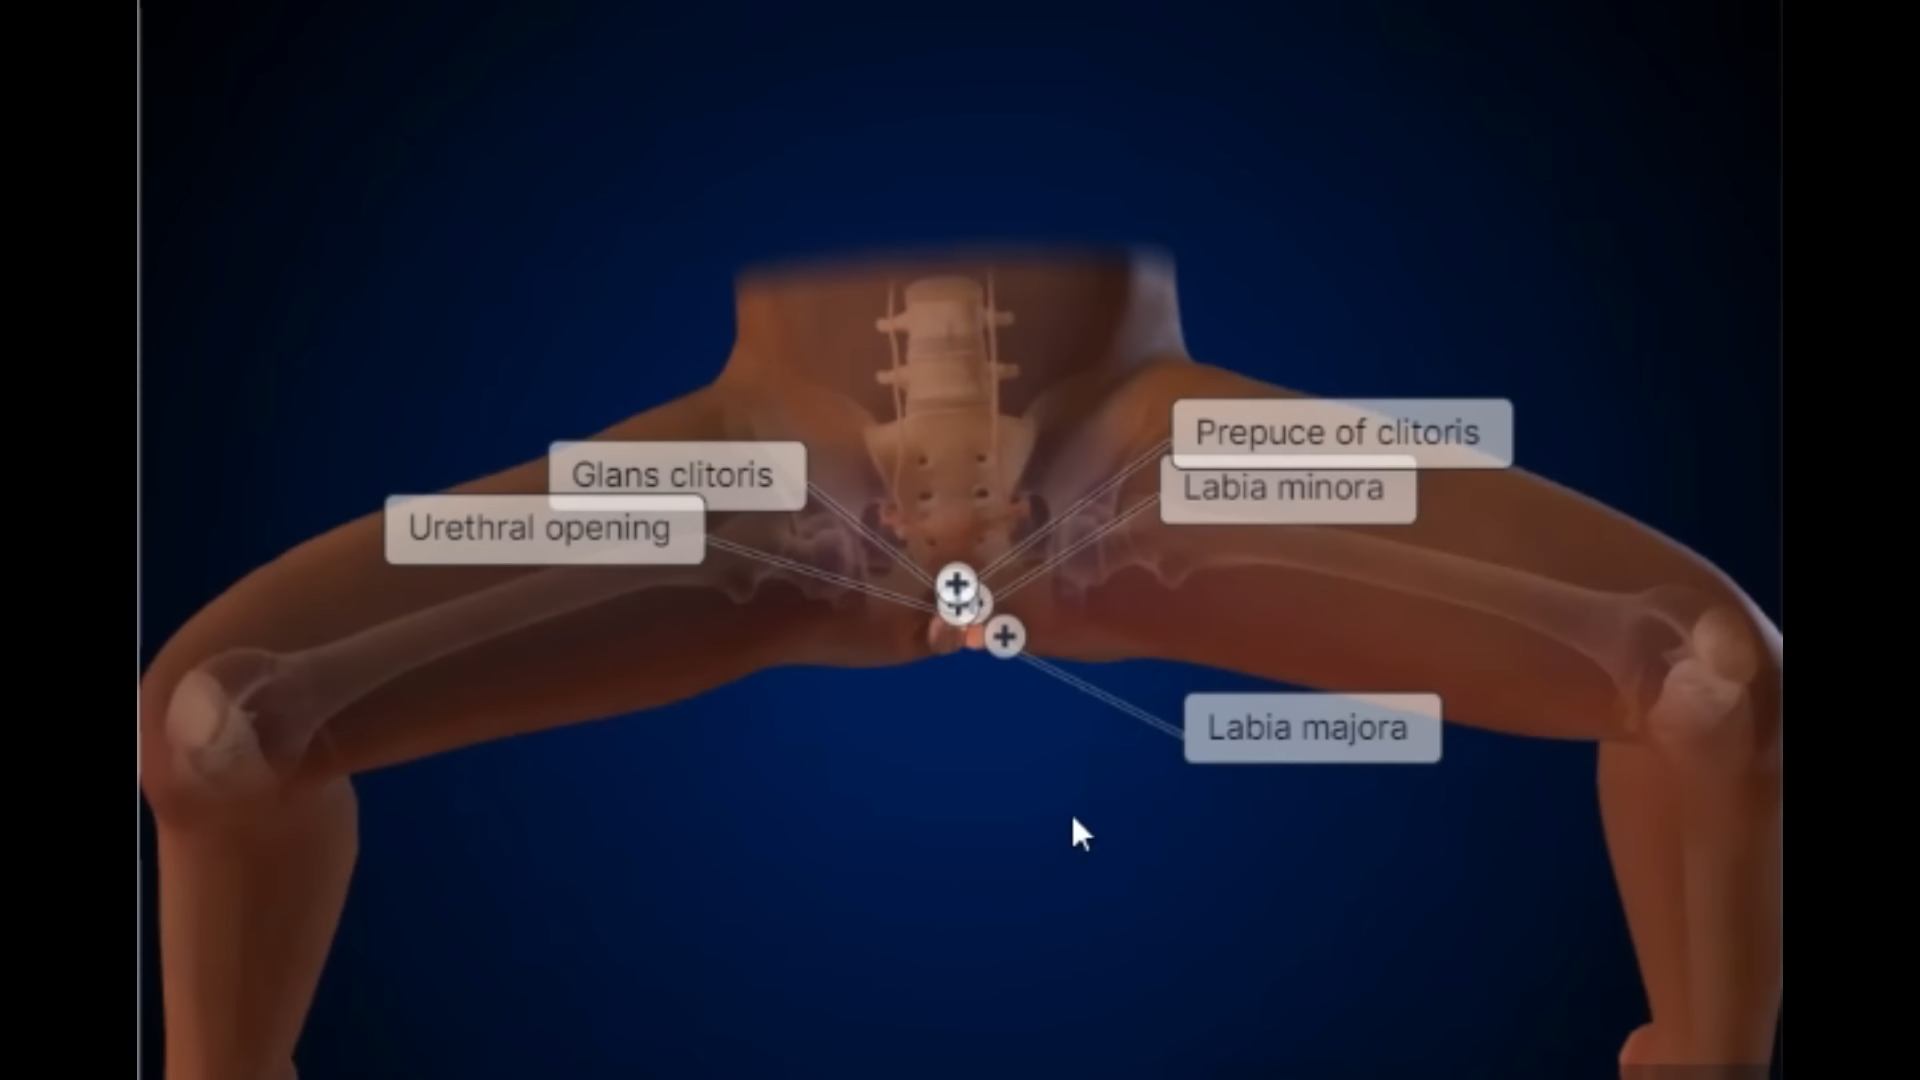 Prepuce of clitoris
Glans clitoris
Labia minora
Urethral opening
Labia majora